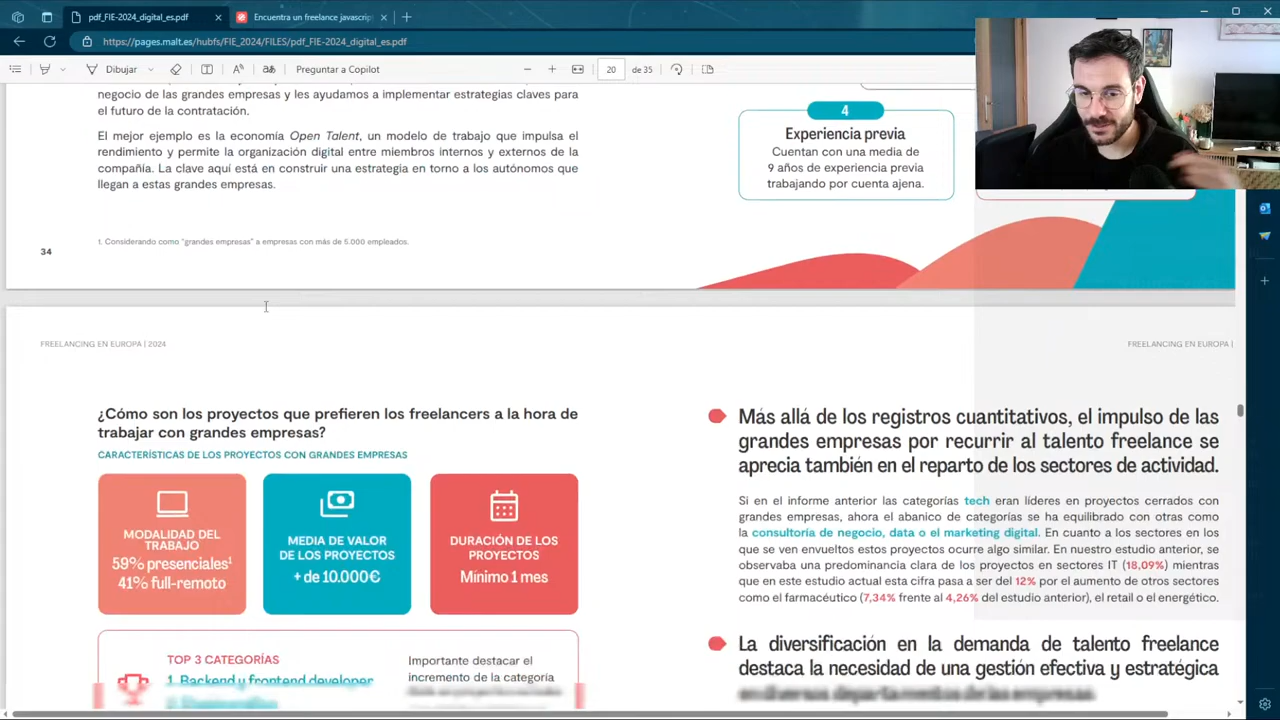 pdf_FIE-2024_digital_es.pdf
Encuentra un freelance javascrip
https://pages.malt.es/hubfs/FIE_2024/FILES/pdf_FIE-2024_digital_es.pdf
Dibujar
Preguntar a Copilot
20
de 35
negocio de las grandes empresas y les ayudamos a implementar estrategias claves para
el futuro de la contratación.
El mejor ejemplo es la economía Open Talent, un modelo de trabajo que impulsa el
rendimiento y permite la organización digital entre miembros internos y externos de la
compañía. La clave aquí está en construir una estrategia en torno a los autónomos que
llegan a estas grandes empresas.
1. Considerando como "grandes empresas" a empresas con más de 5.000 empleados.
34
4
Experiencia previa
Cuentan con una media de
9 años de experiencia previa
trabajando por cuenta ajena.
FREELANCING EN EUROPA | 2024
FREELANCING EN EUROPA |
¿Cómo son los proyectos que prefieren los freelancers a la hora de
trabajar con grandes empresas?
CARACTERÍSTICAS DE LOS PROYECTOS CON GRANDES EMPRESAS
MODALIDAD DEL
TRABAJO
59% presenciales¹
41% full-remoto
MEDIA DE VALOR
DE LOS PROYECTOS
+ de 10.000€
DURACIÓN DE LOS
PROYECTOS
Mínimo 1 mes
TOP 3 CATEGORÍAS
1. Backend y frontend developer
Importante destacar el
incremento de la categoría
Más allá de los registros cuantitativos, el impulso de las
grandes empresas por recurrir al talento freelance se
aprecia también en el reparto de los sectores de actividad.
Si en el informe anterior las categorías tech eran líderes en proyectos cerrados con
grandes empresas, ahora el abanico de categorías se ha equilibrado con otras como
la consultoría de negocio, data o el marketing digital. En cuanto a los sectores en los
que se ven envueltos estos proyectos ocurre algo similar. En nuestro estudio anterior, se
observaba una predominancia clara de los proyectos en sectores IT (18,09%) mientras
que en este estudio actual esta cifra pasa a ser del 12% por el aumento de otros sectores
como el farmacéutico (7,34% frente al 4,26% del estudio anterior), el retail o el energético.
La diversificación en la demanda de talento freelance
destaca la necesidad de una gestión efectiva y estratégica
en diversos departamentos de las empresas.